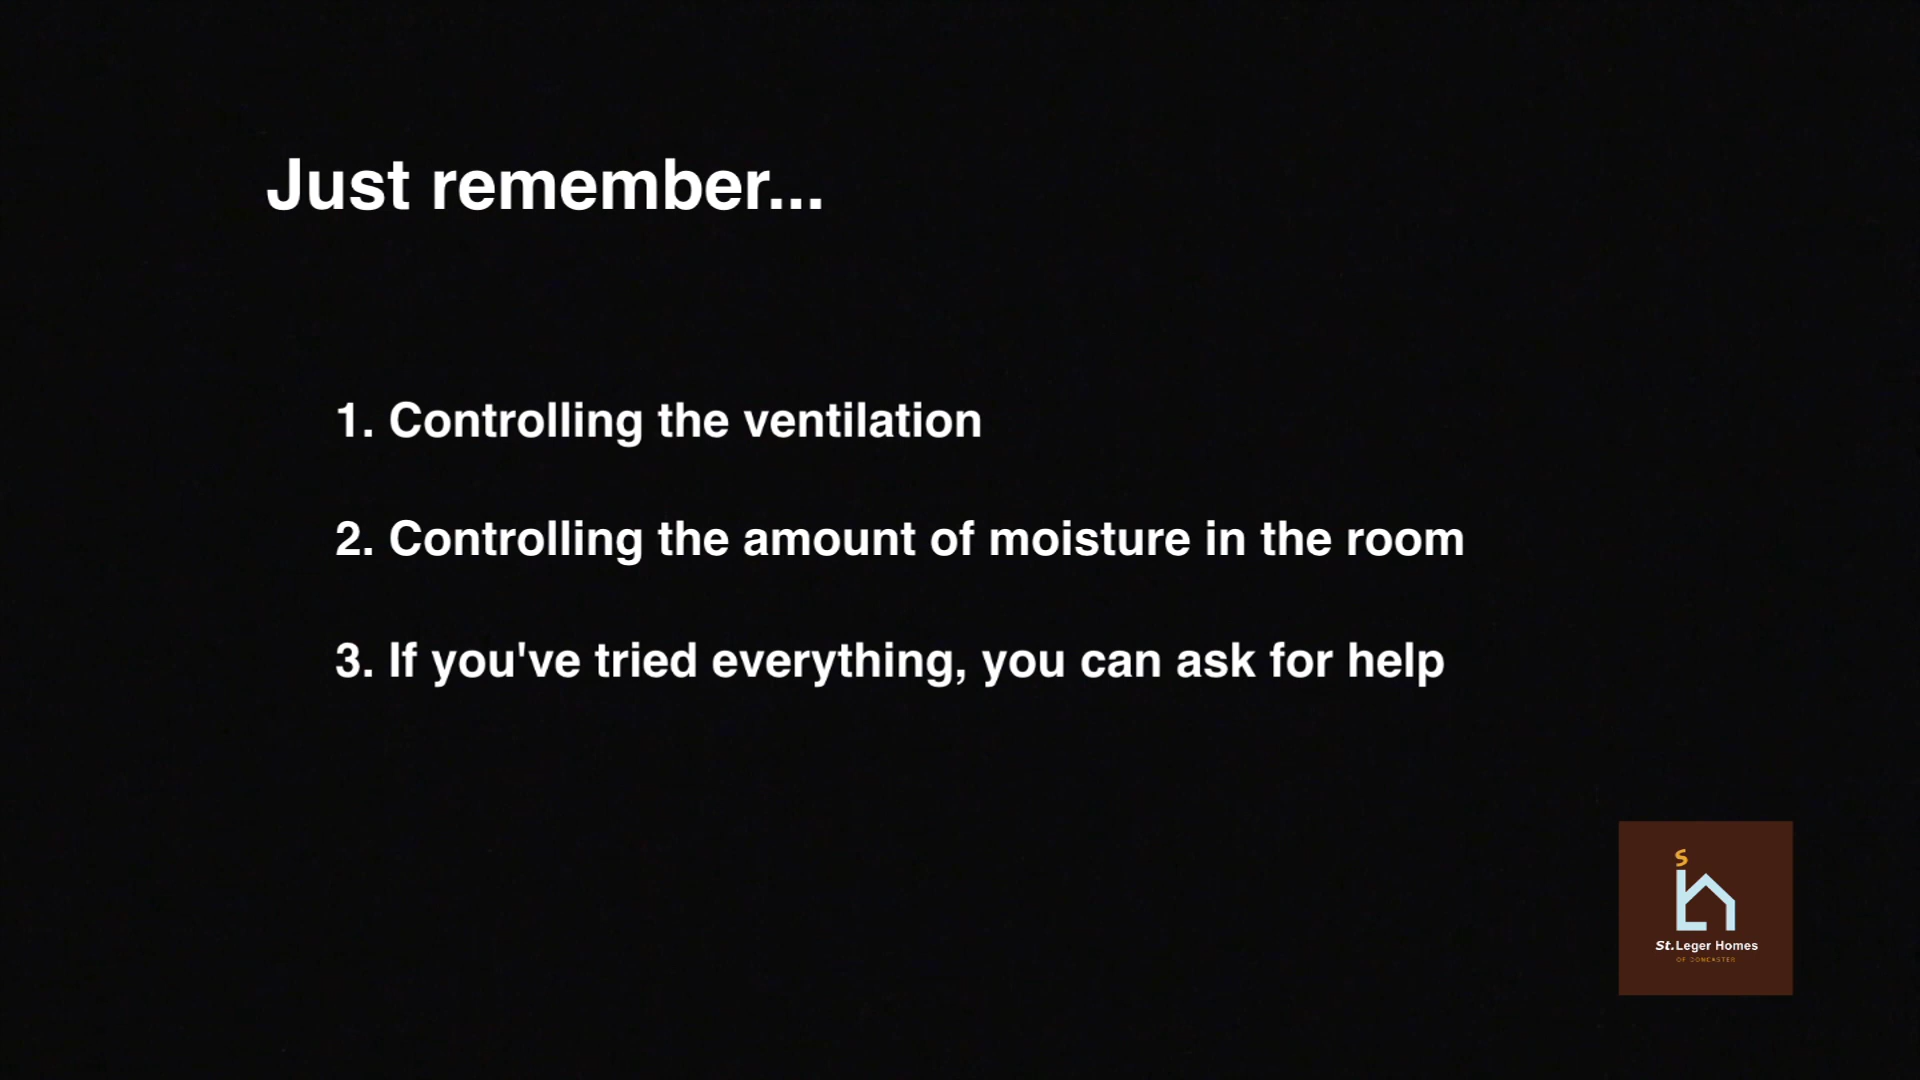 Just remember...
1. Controlling the ventilation
2. Controlling the amount of moisture in the room
3. If you've tried everything, you can ask for help
St.Leger Homes
OF DONCASTER